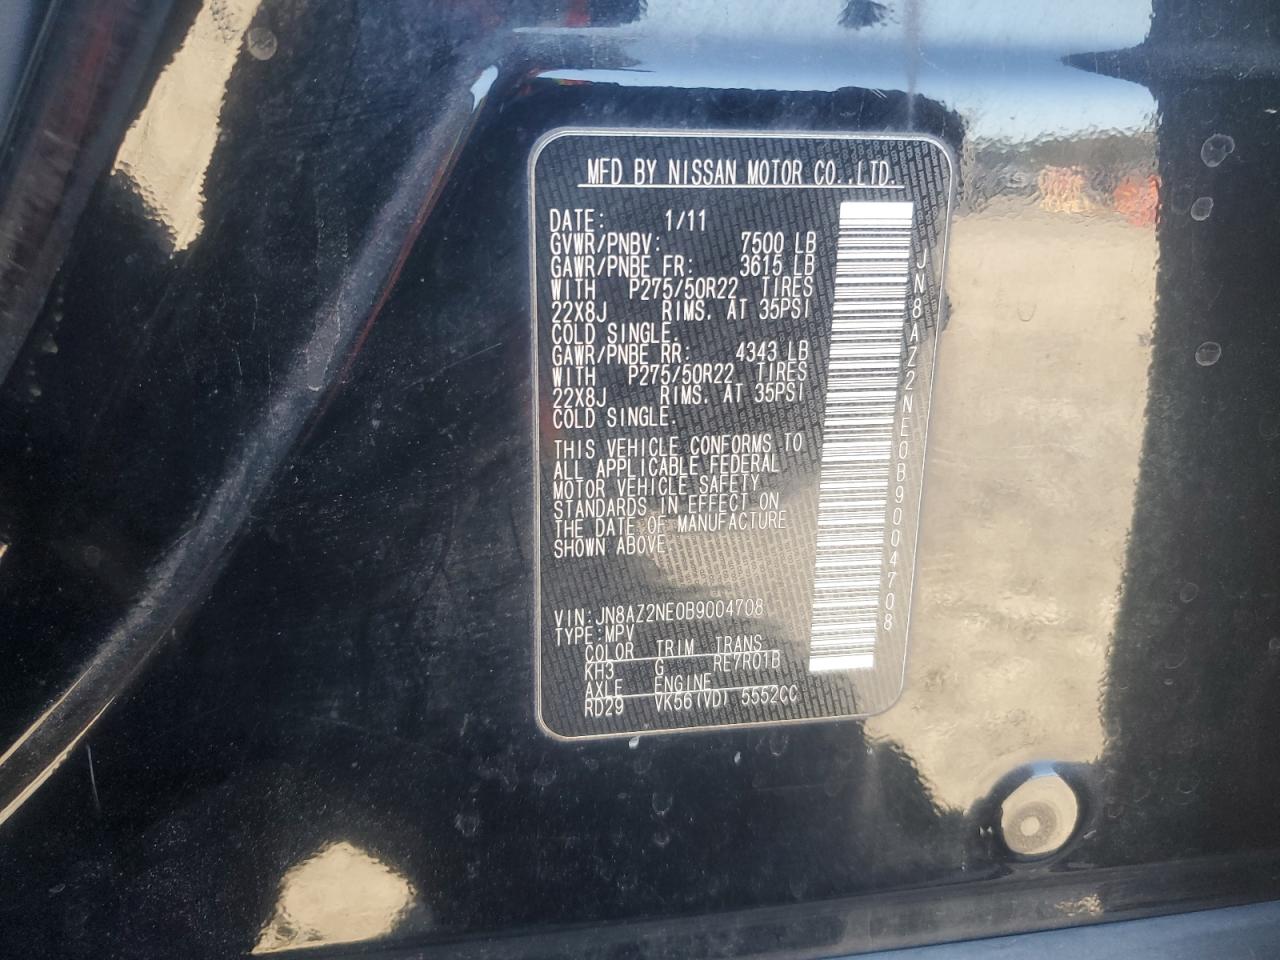 MFD BY NISSAN MOTOR CO.,LTD.
DATE: 1/11
GVWR/PNBV: 7500 LB
GAWR/PNBE FR: 3615 LB
WITH P275/50R22 TIRES
22X8J RIMS. AT 35PSI
COLD SINGLE.
GAWR/PNBE RR: 4343 LB
WITH P275/50R22 TIRES
22X8J RIMS. AT 35PSI
COLD SINGLE.
THIS VEHICLE CONFORMS TO
ALL APPLICABLE FEDERAL
MOTOR VEHICLE SAFETY
STANDARDS IN EFFECT ON
THE DATE OF MANUFACTURE
SHOWN ABOVE
VIN:JN8AZ2NE0B9004708
TYPE:MPV
COLOR TRIM TRANS
KH3 G RE7R01B
AXLE ENGINE
RD29 VK56(VD) 5552CC
JN8AZ2NE0B9004708